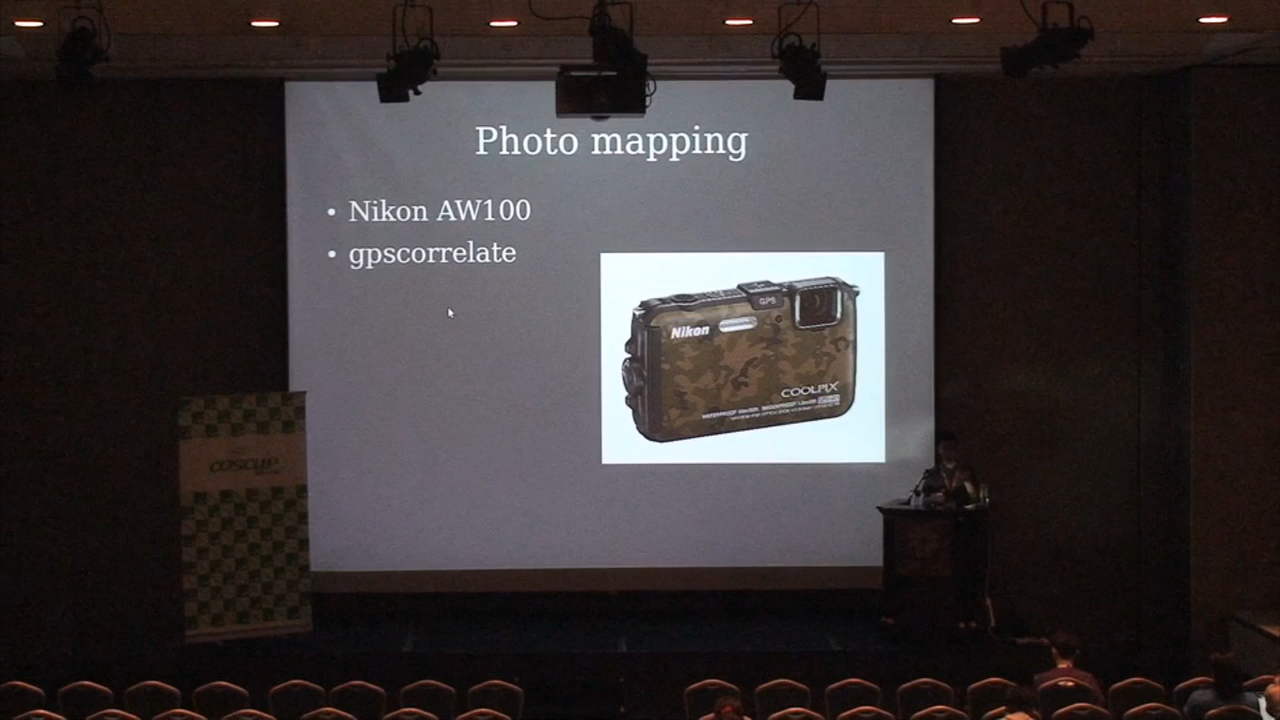 Photo mapping
• Nikon AW100
• gpscorrelate
GPS
Nikon
COOLPIX
COSCUP